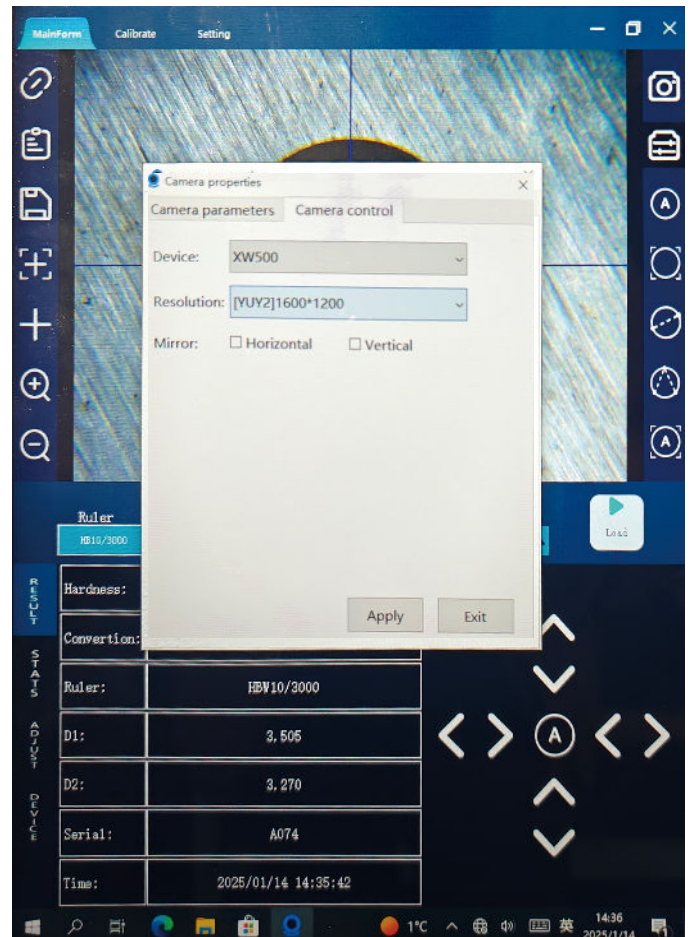 MainForm Calibrate Setting
Camera properties
Camera parameters Camera control
Device: XW500
Resolution: [YUY2]1600*1200
Mirror: Horizontal Vertical
Ruler
HB10/3000
Load
Apply Exit
RESULT
STATS
ADJUST
DEVICE
Hardness:
Convertion:
Ruler: HBW10/3000
D1: 3.505
D2: 3.270
Serial: A074
Time: 2025/01/14 14:35:42
A
A
A
1°C 英 14:36
2025/1/14